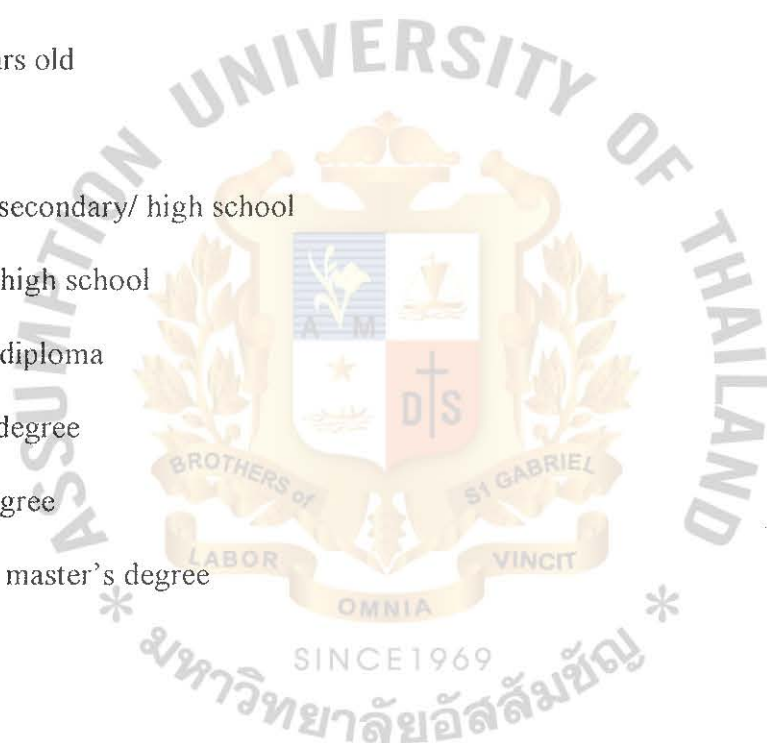 ars old
secondary/ high school
high school
diploma
degree
gree
master's degree
ASSUMPTION UNIVERSITY OF THAILAND
A M
D S
BROTHERS of St GABRIEL
LABOR OMNIA VINCIT
SINCE1969
* มหาวิทยาลัยอัสสัมชัญ *